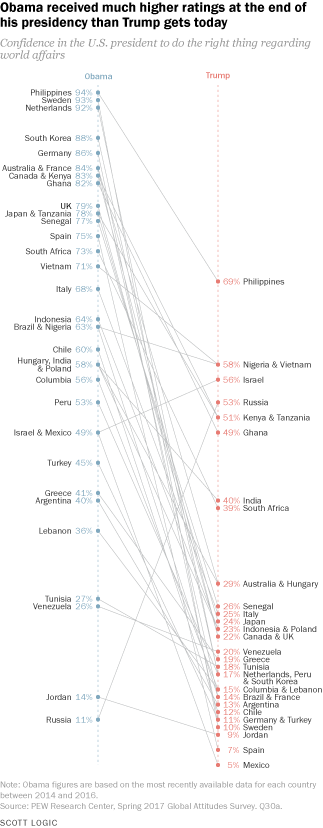 Obama received much higher ratings at the end of
his presidency than Trump gets today
Confidence in the U.S. president to do the right thing regarding
world affairs
Obama
Trump
Philippines 94%
Sweden 93%
Netherlands 92%
South Korea 88%
Germany 86%
Australia & France 84%
Canada & Kenya 83%
Ghana 82%
UK 79%
Japan & Tanzania 78%
Senegal 77%
Spain 75%
South Africa 73%
Vietnam 71%
Italy 68%
Indonesia 64%
Brazil & Nigeria 63%
Chile 60%
Hungary, India
& Poland 58%
Columbia 56%
Peru 53%
Israel & Mexico 49%
Turkey 45%
Greece 41%
Argentina 40%
Lebanon 36%
Tunisia 27%
Venezuela 26%
Jordan 14%
Russia 11%
69% Philippines
58% Nigeria & Vietnam
56% Israel
53% Russia
51% Kenya & Tanzania
49% Ghana
40% India
39% South Africa
29% Australia & Hungary
26% Senegal
25% Italy
24% Japan
23% Indonesia & Poland
22% Canada & UK
20% Venezuela
19% Greece
18% Tunisia
17% Netherlands, Peru
& South Korea
15% Columbia & Lebanon
14% Brazil & France
13% Argentina
12% Chile
11% Germany & Turkey
10% Sweden
9% Jordan
7% Spain
5% Mexico
Note: Obama figures are based on the most recently available data for each country
between 2014 and 2016.
Source: PEW Research Center, Spring 2017 Global Attitudes Survey. Q30a.
SCOTT LOGIC